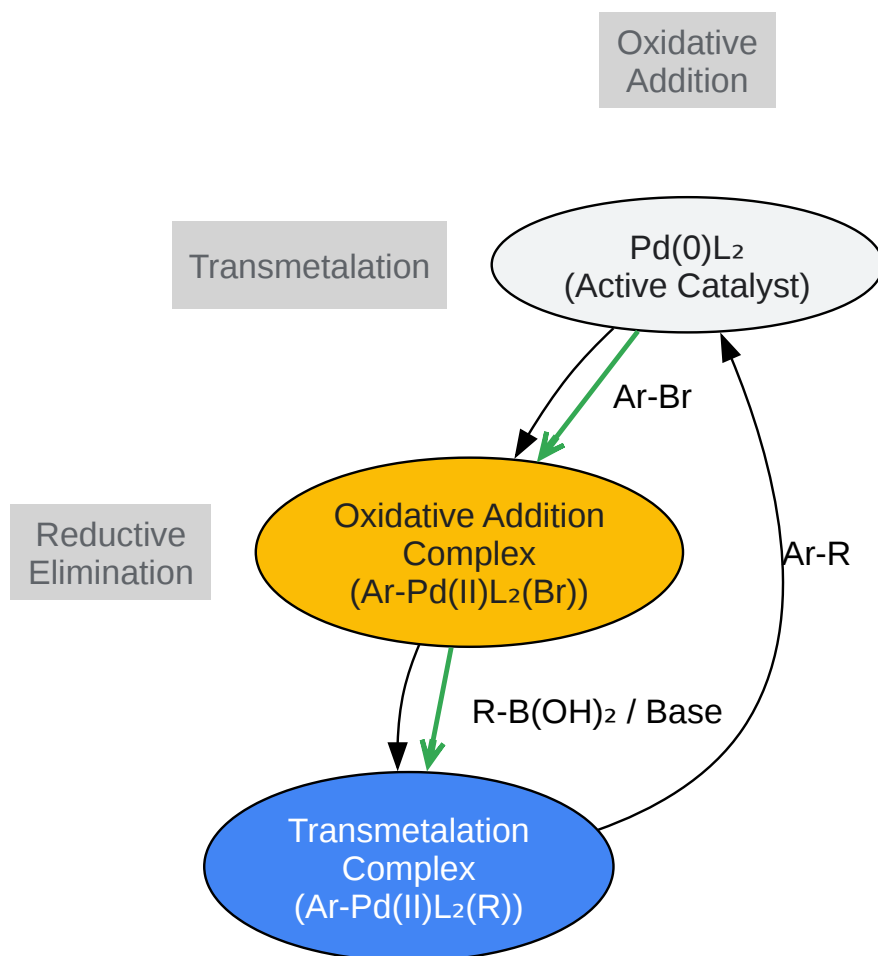 Oxidative
Addition
Transmetalation
Pd(0)L₂
(Active Catalyst)
Ar-Br
Reductive
Elimination
Oxidative Addition
Complex
(Ar-Pd(II)L₂(Br))
Ar-R
R-B(OH)₂ / Base
Transmetalation
Complex
(Ar-Pd(II)L₂(R))